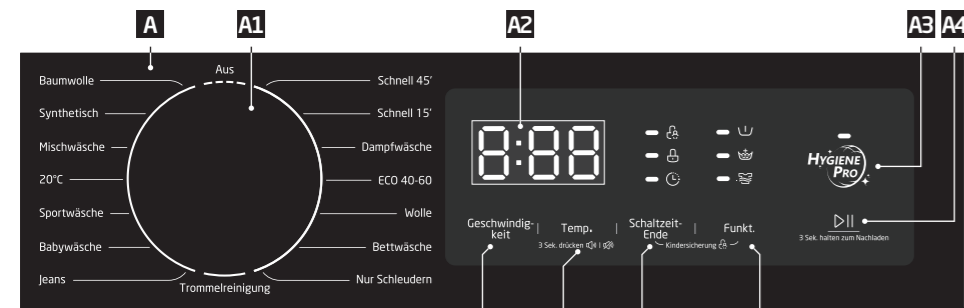 A
A1
A2
A3
A4
Aus
Baumwolle
Synthetisch
Mischwäsche
20°C
Sportwäsche
Babywäsche
Jeans
Trommelreinigung
Schnell 45'
Schnell 15'
Dampfwäsche
ECO 40-60
Wolle
Bettwäsche
Nur Schleudern
8:88
HYGIENE
PRO
Geschwindig-
keit
Temp.
3 Sek. drücken
Schaltzeit-
Ende
Funkt.
Kindersicherung
3 Sek. halten zum Nachladen